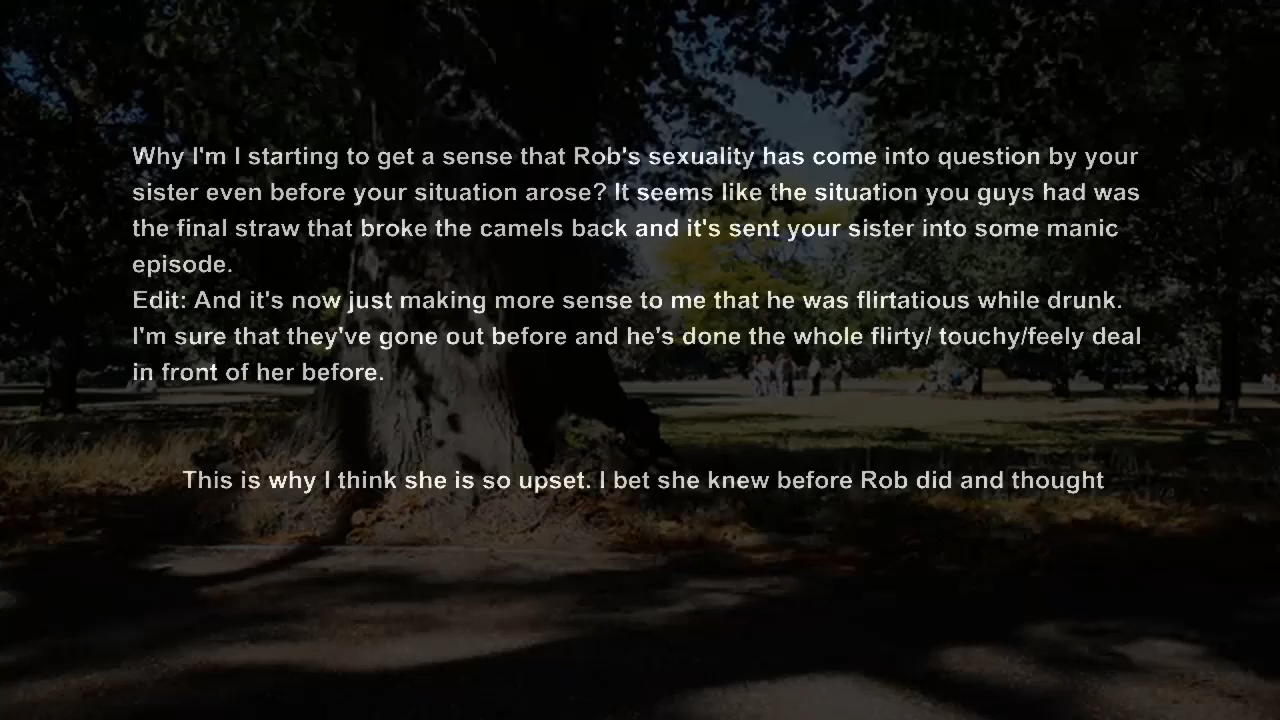 Why I'm I starting to get a sense that Rob's sexuality has come into question by your
sister even before your situation arose? It seems like the situation you guys had was
the final straw that broke the camels back and it's sent your sister into some manic
episode.
Edit: And it's now just making more sense to me that he was flirtatious while drunk.
I'm sure that they've gone out before and he's done the whole flirty/ touchy/feely deal
in front of her before.
This is why I think she is so upset. I bet she knew before Rob did and thought